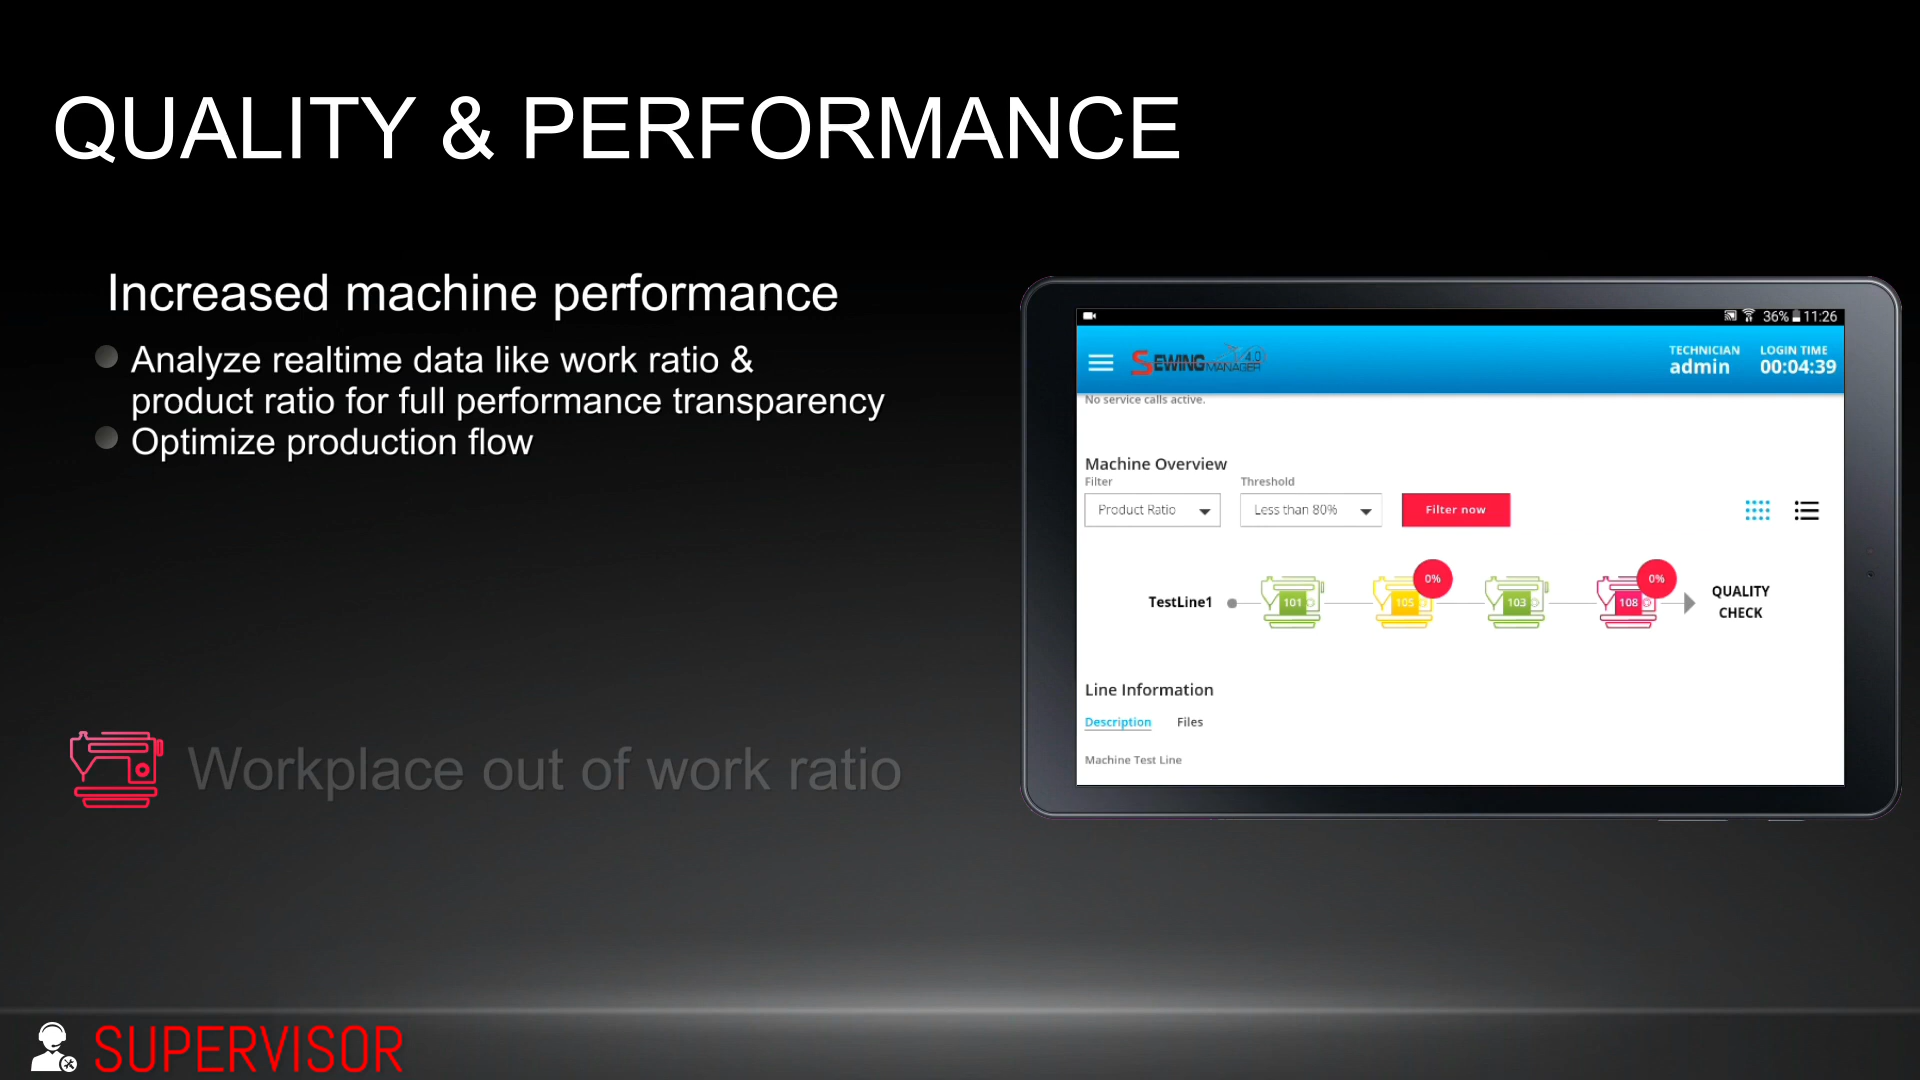 QUALITY & PERFORMANCE
Increased machine performance
Analyze realtime data like work ratio &
product ratio for full performance transparency
Optimize production flow
Workplace out of work ratio
SUPERVISOR
36% 11:26
SEWING MANAGER 4.0
TECHNICIAN
admin
LOGIN TIME
00:04:39
No service calls active.
Machine Overview
Filter
Threshold
Product Ratio
Less than 80%
Filter now
TestLine1
101
105
0%
103
108
0%
QUALITY
CHECK
Line Information
Description
Files
Machine Test Line